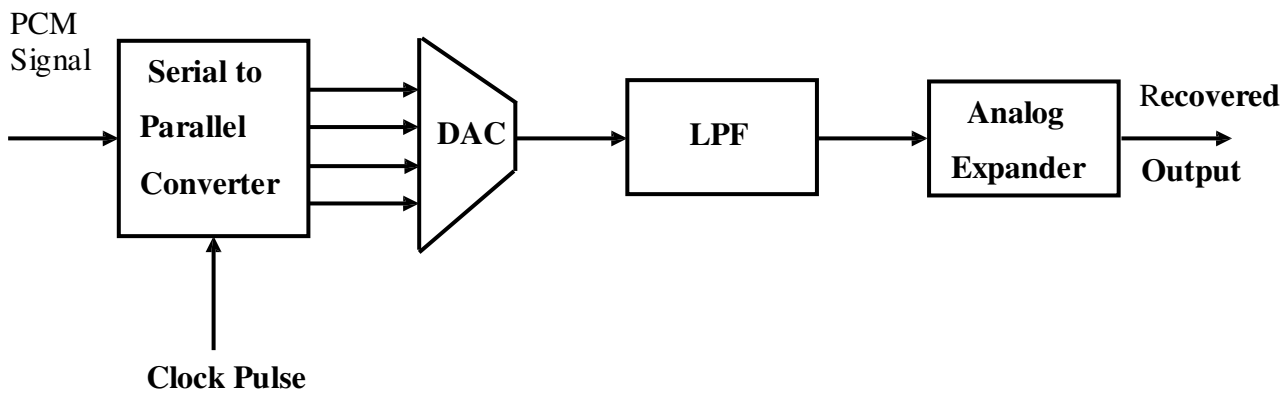 PCM
Signal
Serial to
Parallel
Converter
DAC
LPF
Analog
Expander
Recovered
Output
Clock Pulse